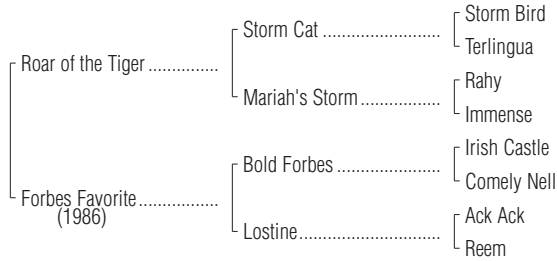 Storm Bird
Storm Cat ......................
Terlingua
Roar of the Tiger .............
Rahy
Mariah's Storm ...............
Immense
Irish Castle
Bold Forbes ...................
Comely Nell
Forbes Favorite ...............
(1986)
Ack Ack
Lostine ...........................
Reem